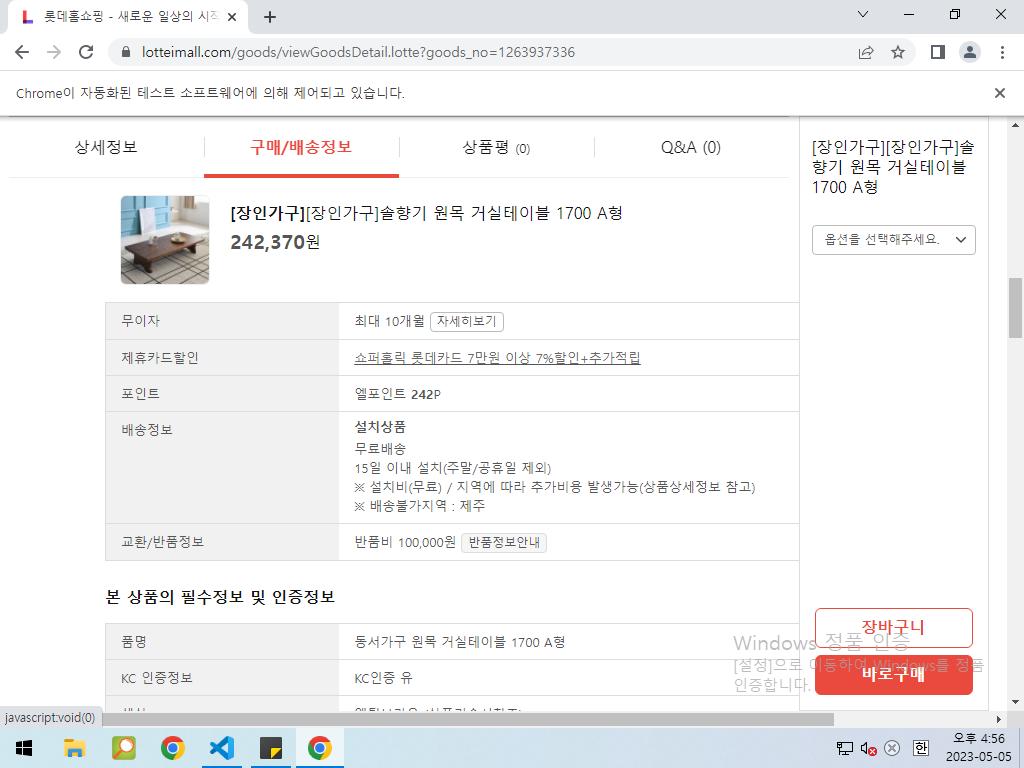 롯데홈쇼핑 - 새로운 일상의 시작
lotteimall.com/goods/viewGoodsDetail.lotte?goods_no=1263937336
Chrome이 자동화된 테스트 소프트웨어에 의해 제어되고 있습니다.
상세정보
구매/배송정보
상품평 (0)
Q&A (0)
[장인가구][장인가구]솔향기 원목 거실테이블 1700 A형
242,370원
무이자
최대 10개월 자세히보기
제휴카드할인
쇼퍼홀릭 롯데카드 7만원 이상 7%할인+추가적립
포인트
엘포인트 242P
배송정보
설치상품
무료배송
15일 이내 설치(주말/공휴일 제외)
※ 설치비(무료) / 지역에 따라 추가비용 발생가능(상품상세정보 참고)
※ 배송불가지역 : 제주
교환/반품정보
반품비 100,000원 반품정보안내
본 상품의 필수정보 및 인증정보
품명
동서가구 원목 거실테이블 1700 A형
KC 인증정보
KC인증 유
[장인가구][장인가구]솔
향기 원목 거실테이블
1700 A형
옵션을 선택해주세요.
장바구니
바로구매
Windows 정품 인증
[설정]으로 이동하여 Windows를 정품
인증합니다.
javascript:void(0)
한
오후 4:56
2023-05-05